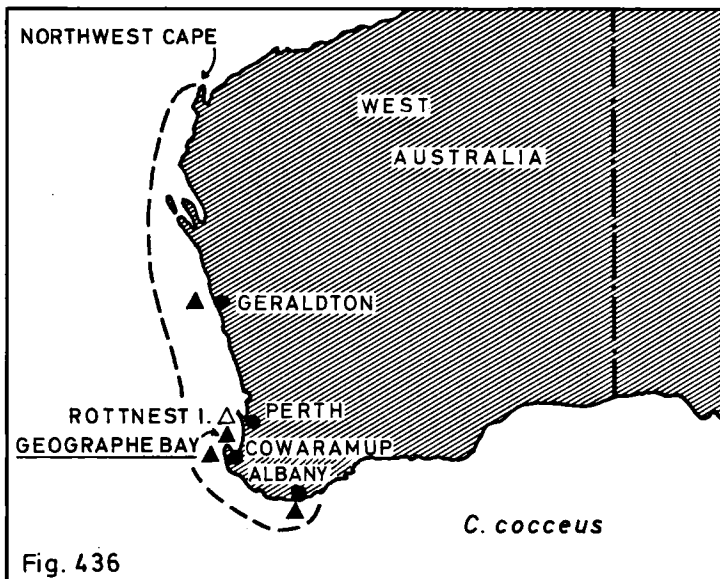 NORTHWEST CAPE
WEST
AUSTRALIA
GERALDTON
ROTTNEST I.
PERTH
GEOGRAPHE BAY
COWARAMUP
ALBANY
C. cocceus
Fig. 436